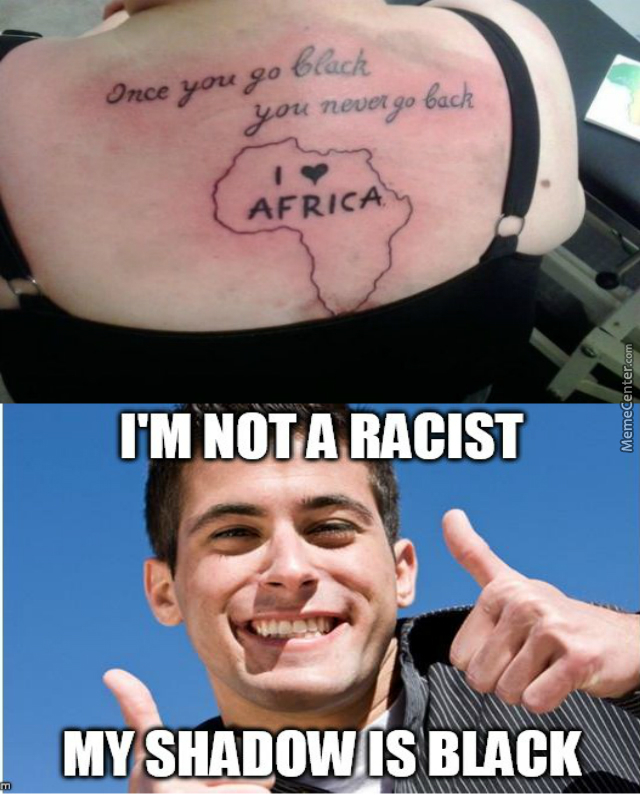 Once you go black
you never go back
I ♥
AFRICA
MemeCenter.com
I'M NOT A RACIST
MY SHADOW IS BLACK
m